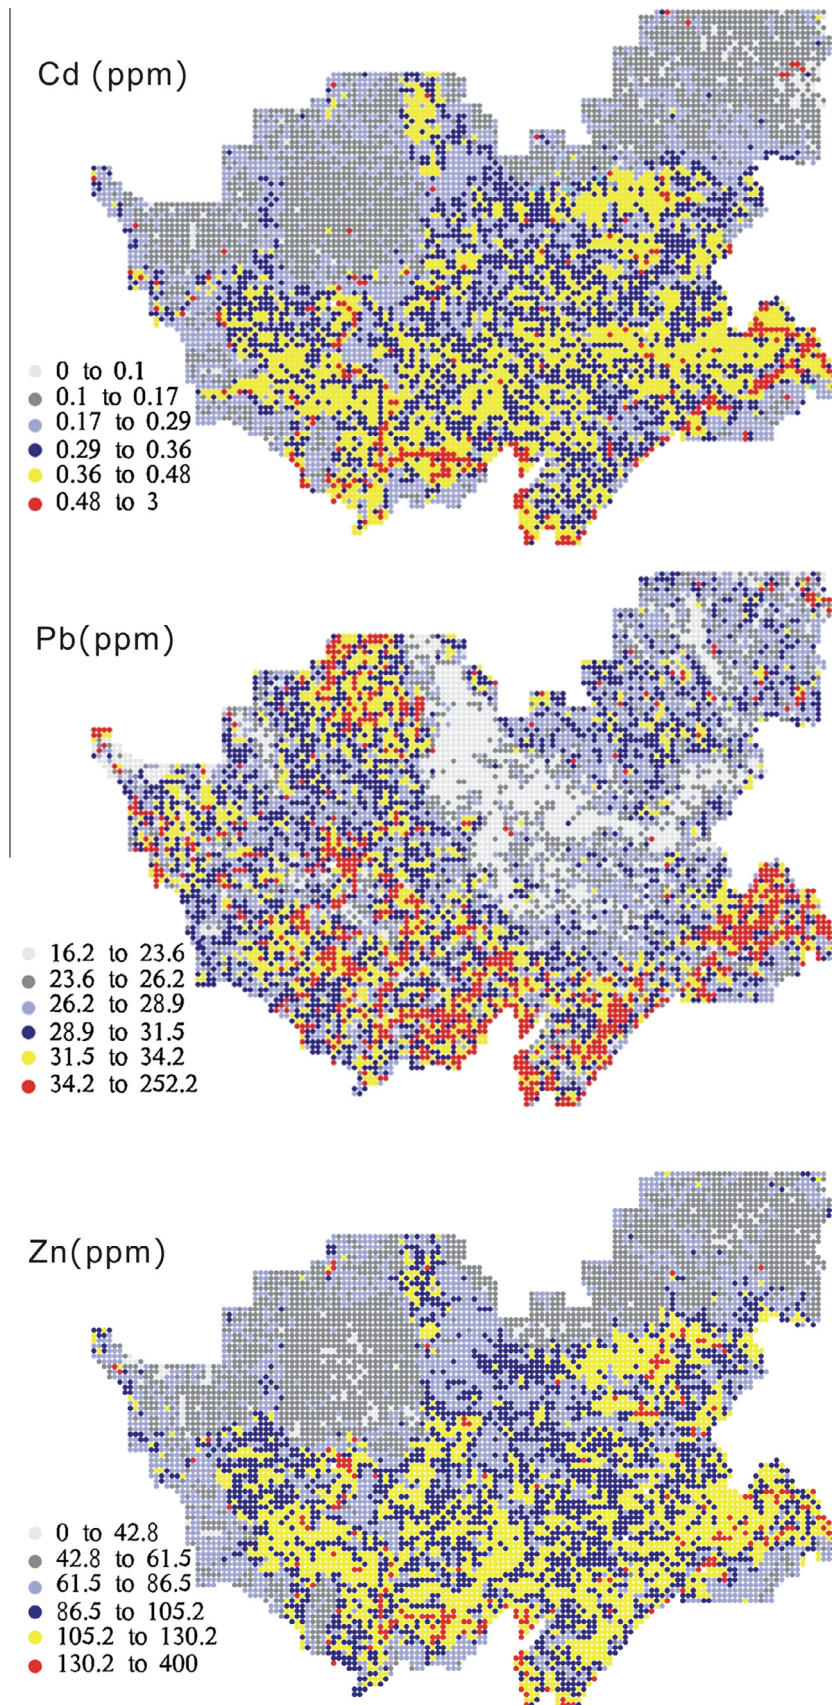 Cd (ppm)
0 to 0.1
0.1 to 0.17
0.17 to 0.29
0.29 to 0.36
0.36 to 0.48
0.48 to 3
Pb(ppm)
16.2 to 23.6
23.6 to 26.2
26.2 to 28.9
28.9 to 31.5
31.5 to 34.2
34.2 to 252.2
Zn(ppm)
0 to 42.8
42.8 to 61.5
61.5 to 86.5
86.5 to 105.2
105.2 to 130.2
130.2 to 400